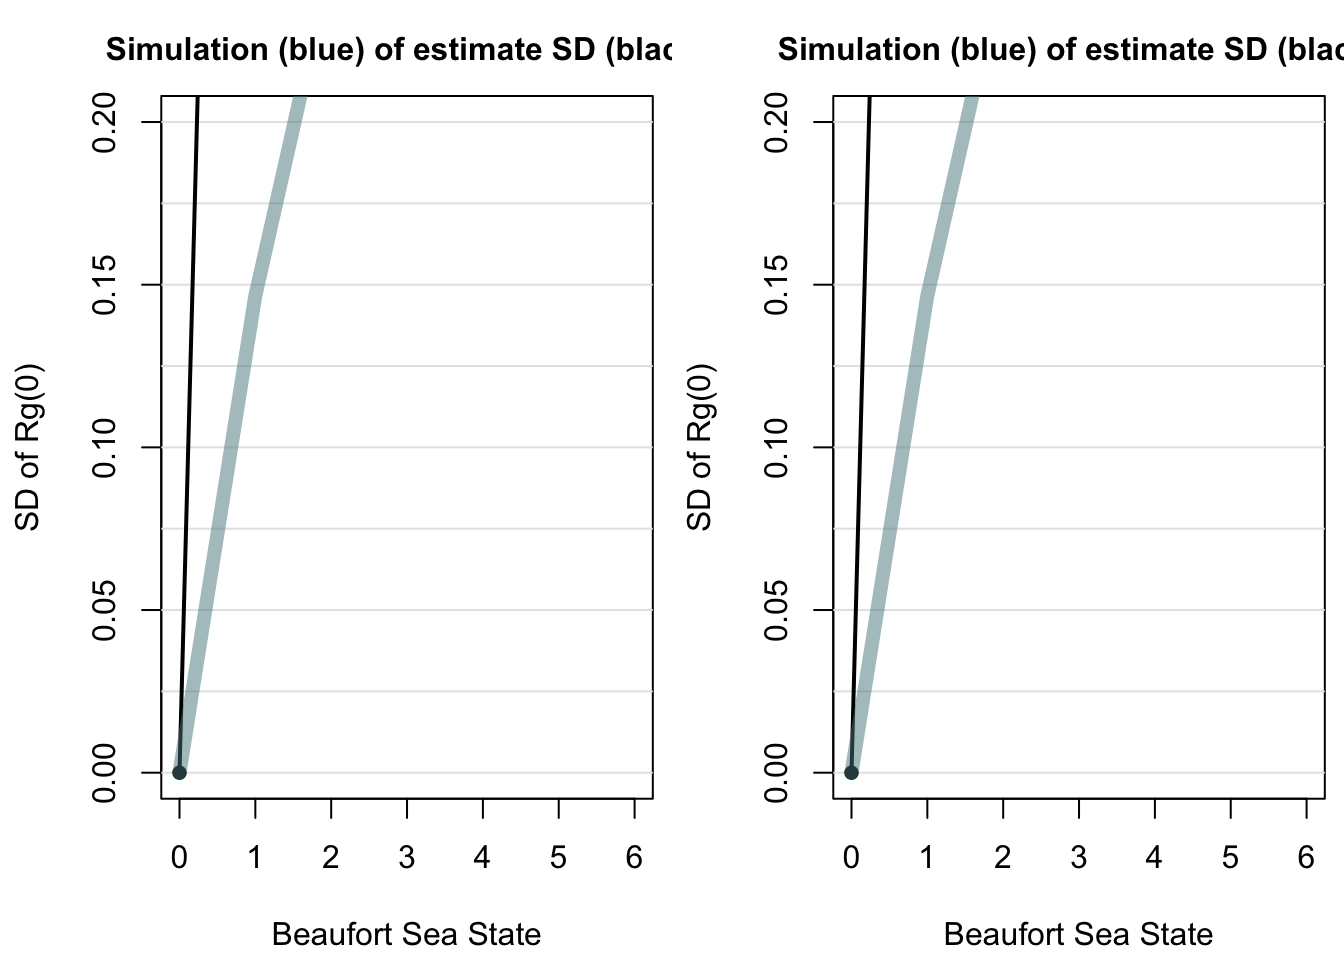 Simulation (blue) of estimate SD (blac
SD of Rg(0)
0.20
0.15
0.10
0.05
0.00
0 1 2 3 4 5 6
Beaufort Sea State
Simulation (blue) of estimate SD (blac
SD of Rg(0)
0.20
0.15
0.10
0.05
0.00
0 1 2 3 4 5 6
Beaufort Sea State